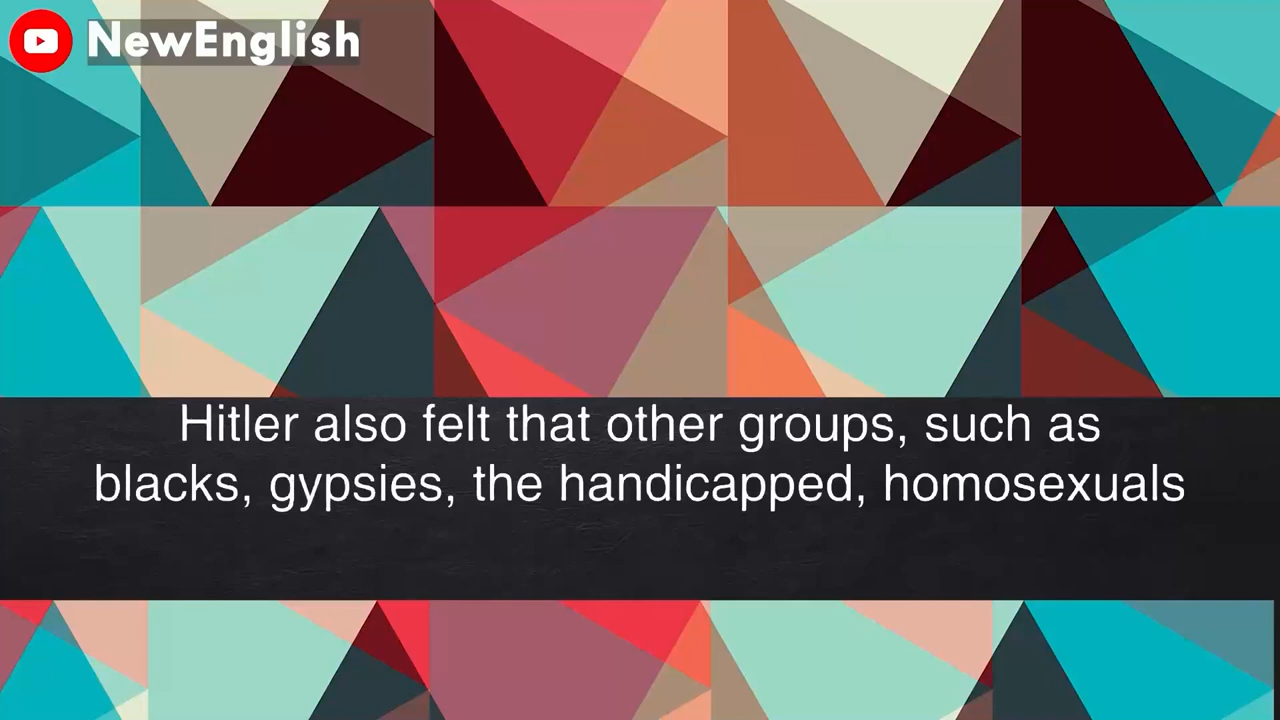 NewEnglish
Hitler also felt that other groups, such as
blacks, gypsies, the handicapped, homosexuals